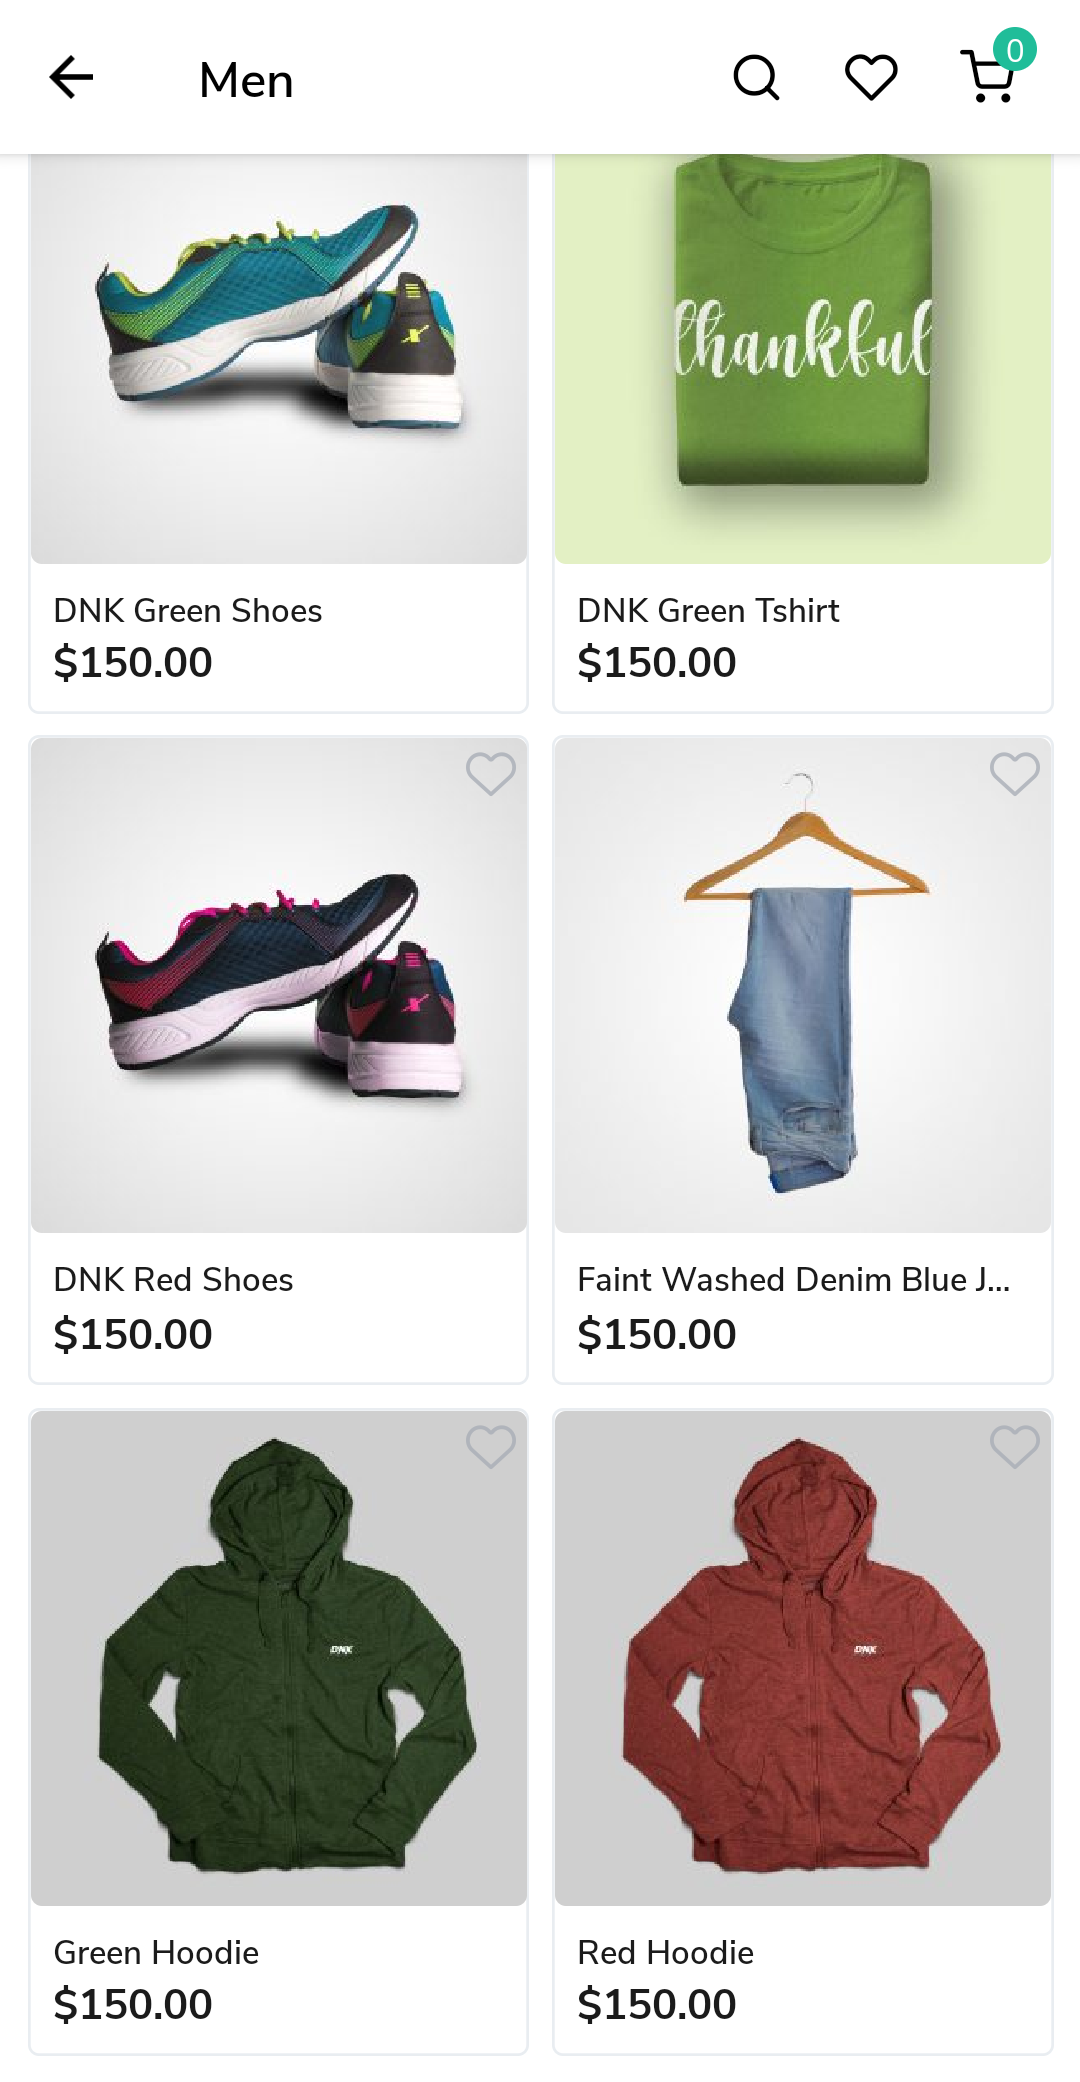 Men
0
thankful
DNK Green Shoes
$150.00
DNK Green Tshirt
$150.00
DNK Red Shoes
$150.00
Faint Washed Denim Blue J...
$150.00
DNK
DNK
Green Hoodie
$150.00
Red Hoodie
$150.00